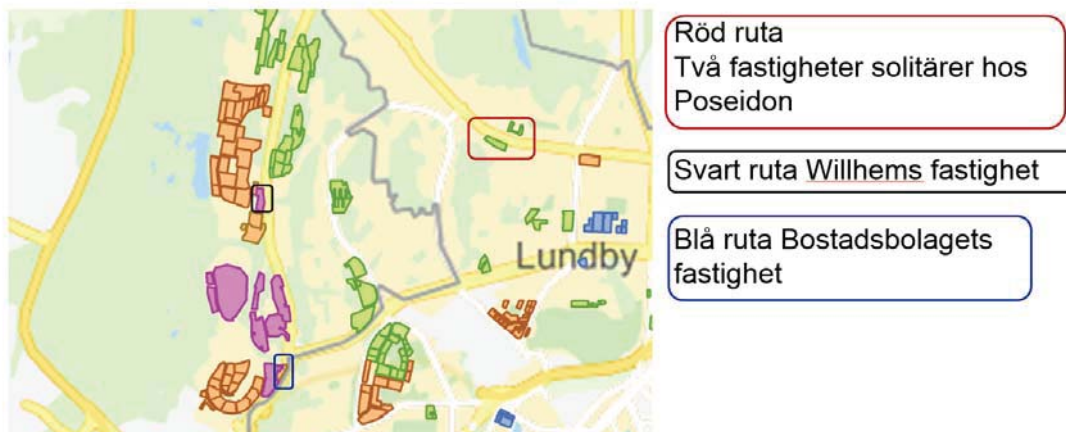 Lundby
Röd ruta
Två fastigheter solitärer hos
Poseidon
Svart ruta Willhems fastighet
Blå ruta Bostadsbolagets
fastighet